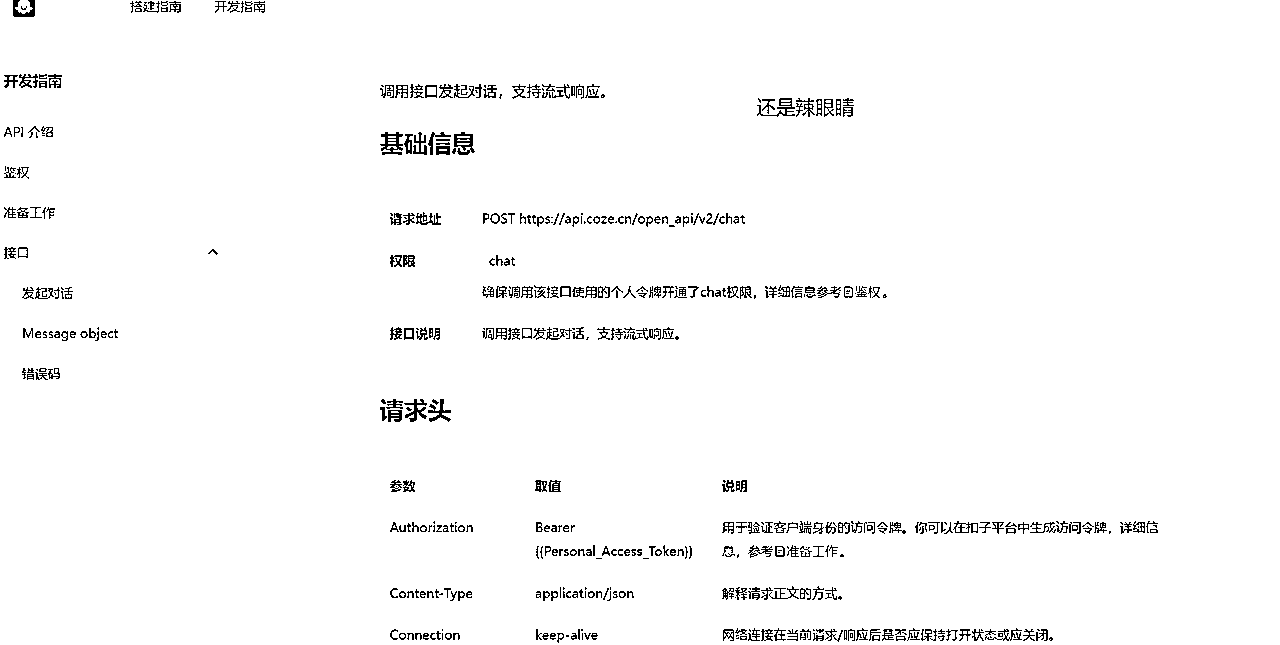 搭建指南 开发指南
开发指南
API 介绍
鉴权
准备工作
接口
发起对话
Message object
错误码
调用接口发起对话，支持流式响应。
还是辣眼睛
基础信息
请求地址 POST https://api.coze.cn/open_api/v2/chat
权限 chat
确保调用该接口使用的个人令牌开通了chat权限，详细信息参考鉴权。
接口说明 调用接口发起对话，支持流式响应。
请求头
参数 取值 说明
Authorization Bearer 用于验证客户端身份的访问令牌。你可以在扣子平台中生成访问令牌，详细信
{{Personal_Access_Token}} 息，参考准备工作。
Content-Type application/json 解释请求正文的方式。
Connection keep-alive 网络连接在当前请求/响应后是否应保持打开状态或应关闭。